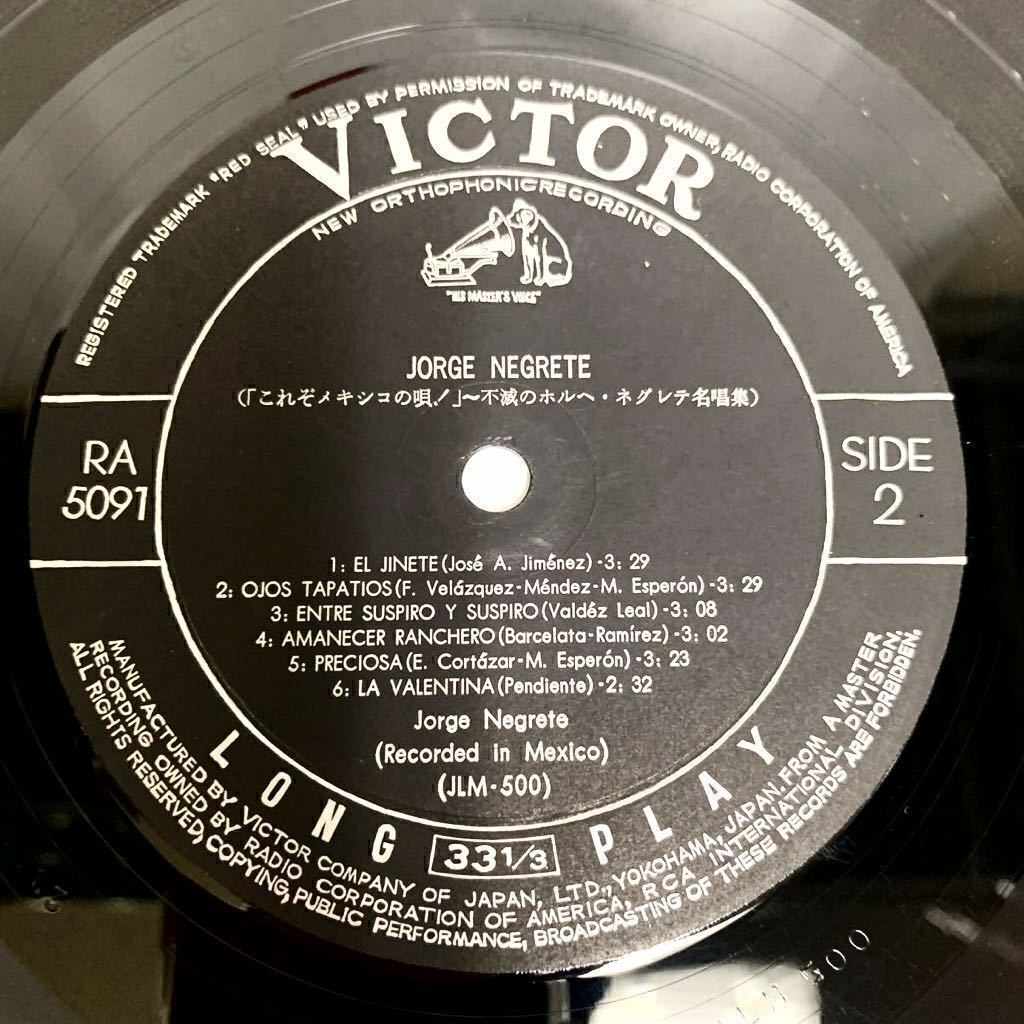 REGISTERED TRADEMARK "RED SEAL" USED BY PERMISSION OF TRADEMARK OWNER, RADIO CORPORATION OF AMERICA
VICTOR
NEW ORTHOPHONIC RECORDING
"HIS MASTER'S VOICE"
JORGE NEGRETE
(「これぞメキシコの唄!」~不滅のホルヘ・ネグレテ名唱集)
RA
5091
SIDE
2
1: EL JINETE (José A. Jiménez) -3: 29
2: OJOS TAPATIOS (F. Velázquez-Méndez-M. Esperón) -3: 29
3: ENTRE SUSPIRO Y SUSPIRO (Valdéz Leal) -3: 08
4: AMANECER RANCHERO (Barcelata-Ramírez) -3: 02
5: PRECIOSA (E. Cortázar-M. Esperón) -3: 23
6: LA VALENTINA (Pendiente) -2: 32
Jorge Negrete
(Recorded in Mexico)
(JLM-500)
LONG 33 1/3 PLAY
MANUFACTURED BY VICTOR COMPANY OF JAPAN, LTD., YOKOHAMA, JAPAN, FROM A MASTER
RECORDING OWNED BY RADIO CORPORATION OF AMERICA, RCA INTERNATIONAL DIVISION.
ALL RIGHTS RESERVED, COPYING, PUBLIC PERFORMANCE, BROADCASTING OF THESE RECORDS ARE FORBIDDEN.
500